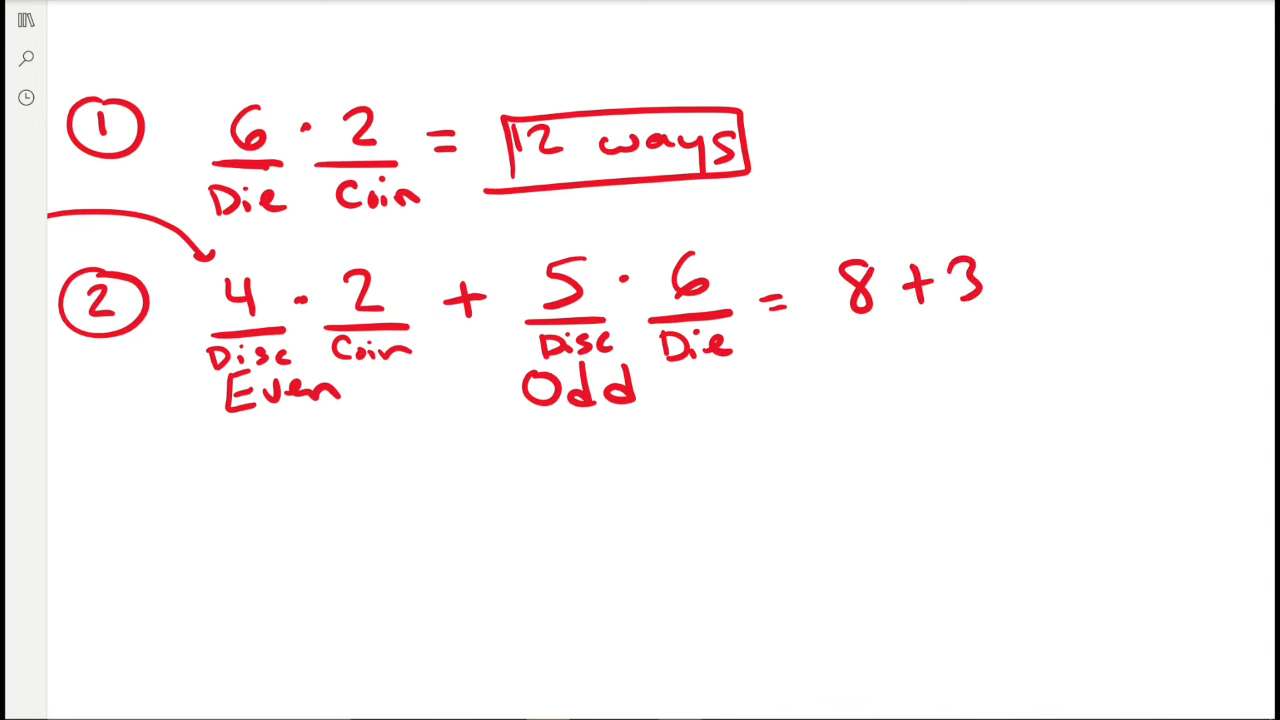 ① 6 · 2 = 12 ways
Die Coin
② 4 · 2 + 5 · 6 = 8 + 3
Disc Coin Disc Die
Even Odd